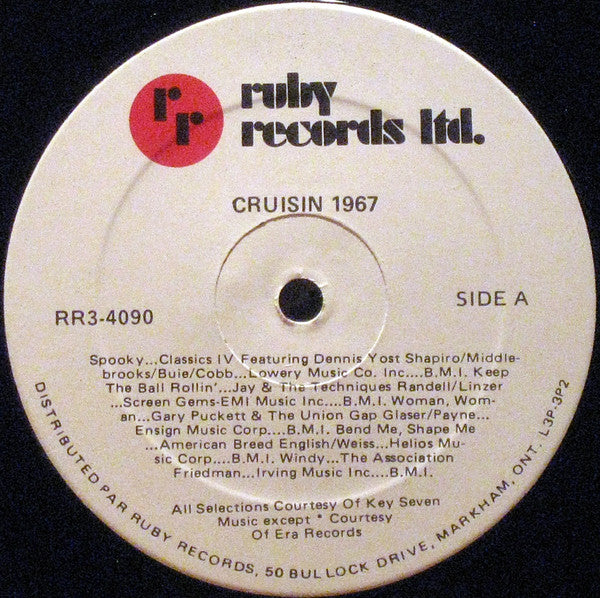 rr
ruby
records ltd.
CRUISIN 1967
RR3-4090
SIDE A
Spooky...Classics IV Featuring Dennis Yost Shapiro/Middle-
brooks/Buie/Cobb...Lowery Music Co. Inc....B.M.I. Keep
The Ball Rollin'...Jay & The Techniques Randell/Linzer
...Screen Gems-EMI Music Inc....B.M.I. Woman, Wom-
an...Gary Puckett & The Union Gap Glaser/Payne...
Ensign Music Corp....B.M.I. Bend Me, Shape Me
...American Breed English/Weiss...Helios Mu-
sic Corp....B.M.I. Windy...The Association
Friedman...Irving Music Inc....B.M.I.
All Selections Courtesy Of Key Seven
Music except * Courtesy
Of Era Records
DISTRIBUTED PAR RUBY RECORDS, 50 BULLOCK DRIVE, MARKHAM, ONT. L3P-3P2